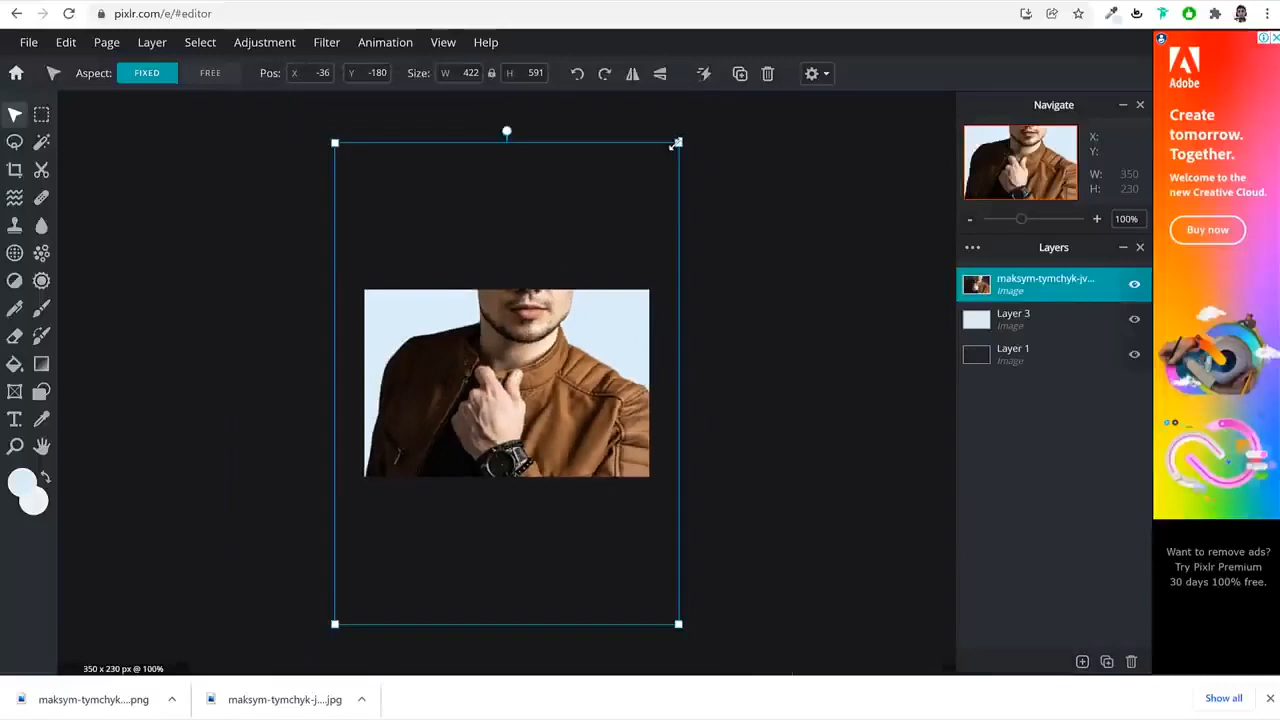 pixlr.com/e/#editor
File Edit Page Layer Select Adjustment Filter Animation View Help
Aspect: FIXED FREE Pos: X -36 Y -180 Size: W 422 H 591
Navigate
X:
Y:
W: 350
H: 230
- + 100%
Layers
maksym-tymchyk-jv...
Image
Layer 3
Image
Layer 1
Image
350 x 230 px @ 100%
Adobe
Create
tomorrow.
Together.
Welcome to the
new Creative Cloud.
Buy now
Want to remove ads?
Try Pixlr Premium
30 days 100% free.
maksym-tymchyk....png
maksym-tymchyk-j....jpg
Show all